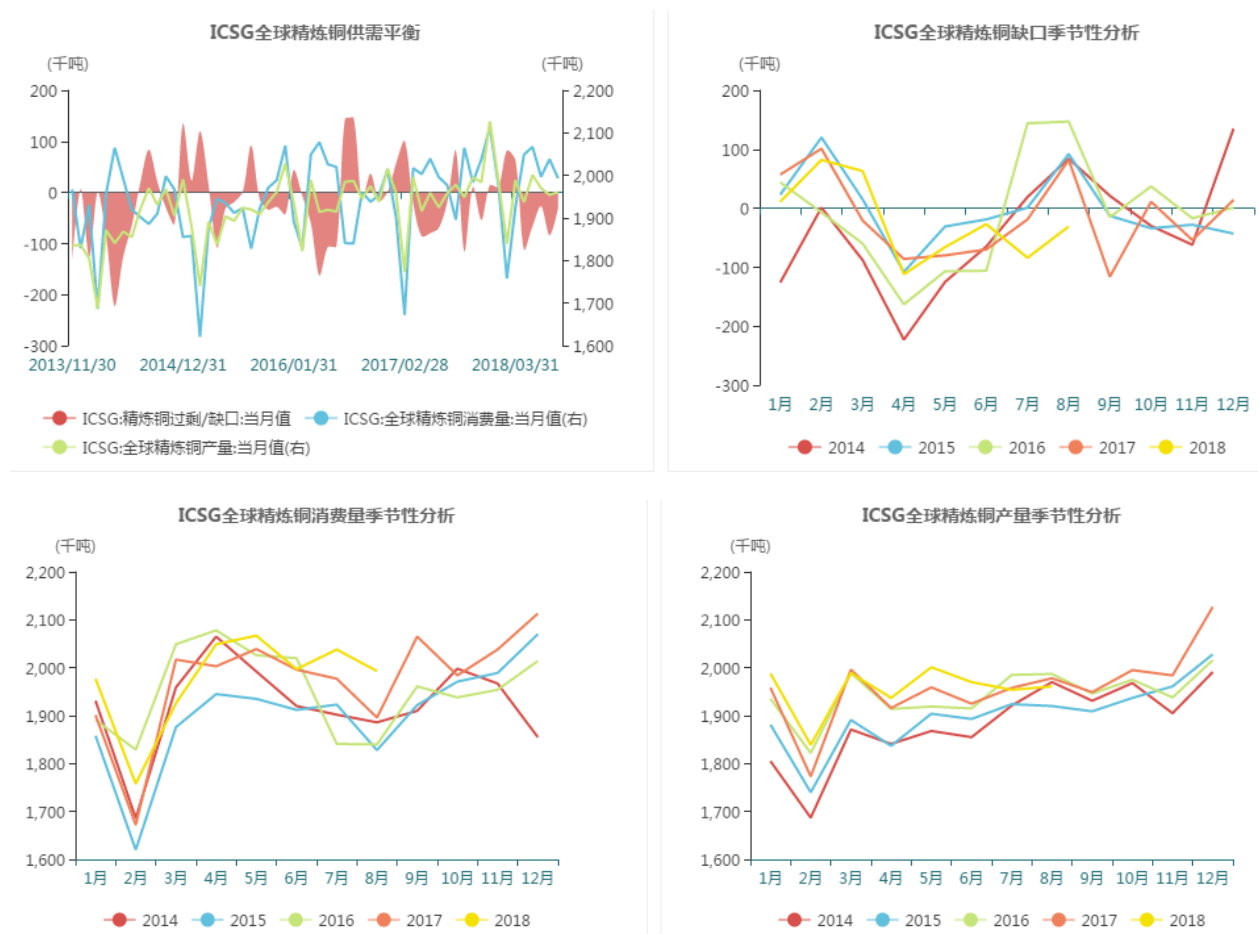 ICSG全球精炼铜供需平衡
(千吨) (千吨)
200 2,200
100 2,100
0 2,000
-100 1,900
-200 1,800
-300 1,700
1,600
2013/11/30 2014/12/31 2016/01/31 2017/02/28 2018/03/31
ICSG:精炼铜过剩/缺口:当月值 ICSG:全球精炼铜消费量:当月值(右)
ICSG:全球精炼铜产量:当月值(右)
ICSG全球精炼铜缺口季节性分析
(千吨)
200
100
0
-100
-200
-300
1月 2月 3月 4月 5月 6月 7月 8月 9月 10月 11月 12月
2014 2015 2016 2017 2018
ICSG全球精炼铜消费量季节性分析
(千吨)
2,200
2,100
2,000
1,900
1,800
1,700
1,600
1月 2月 3月 4月 5月 6月 7月 8月 9月 10月 11月 12月
2014 2015 2016 2017 2018
ICSG全球精炼铜产量季节性分析
(千吨)
2,200
2,100
2,000
1,900
1,800
1,700
1,600
1月 2月 3月 4月 5月 6月 7月 8月 9月 10月 11月 12月
2014 2015 2016 2017 2018